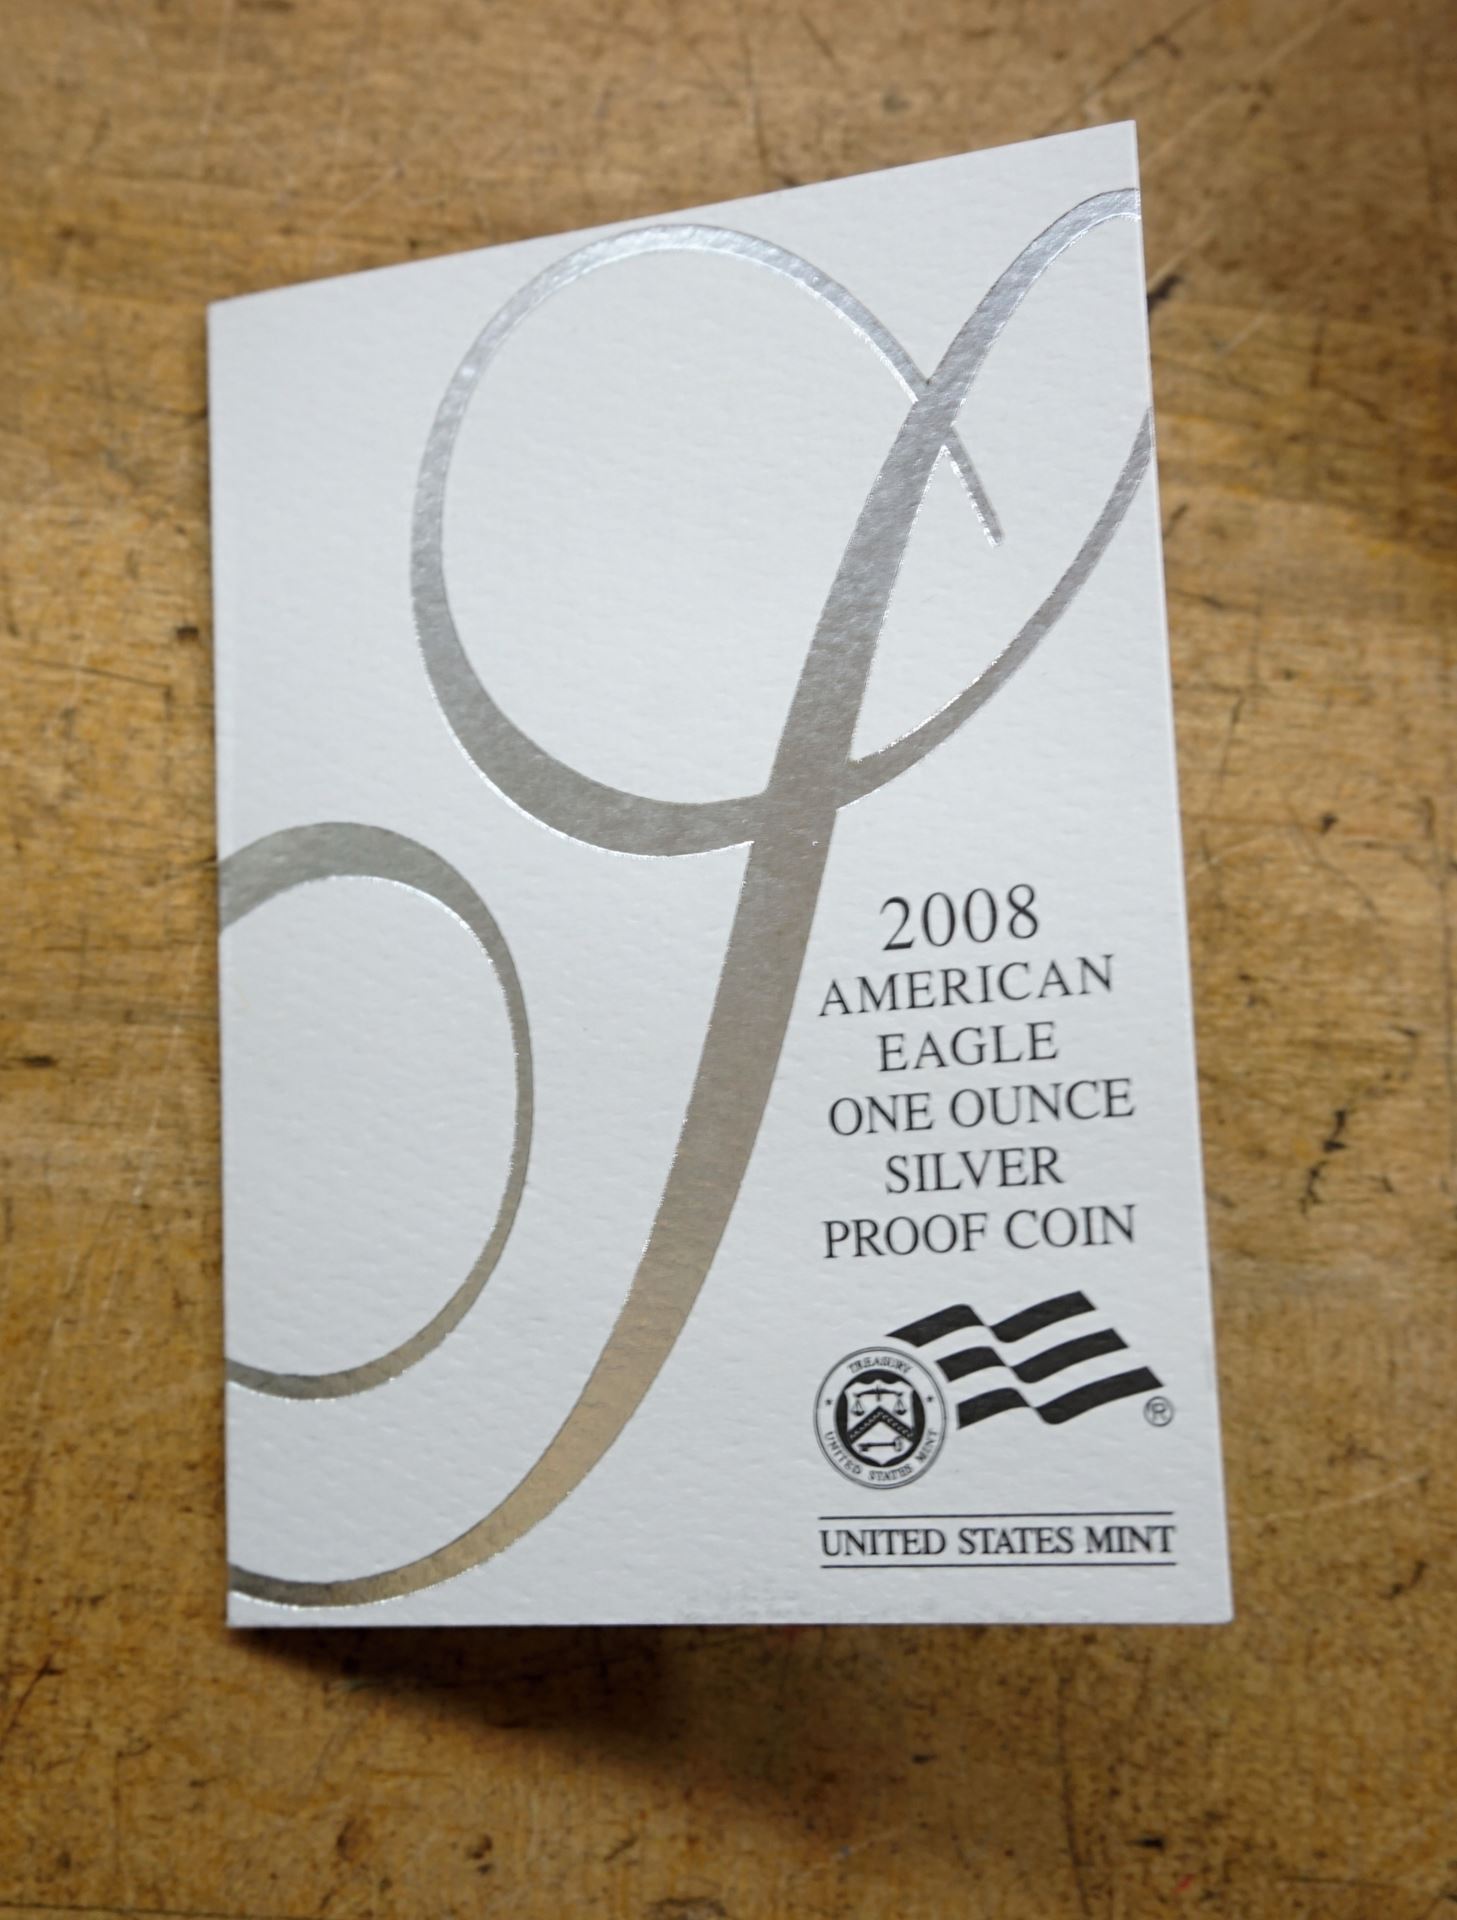 2008
AMERICAN
EAGLE
ONE OUNCE
SILVER
PROOF COIN
TREASURY
UNITED STATES MINT
®
UNITED STATES MINT